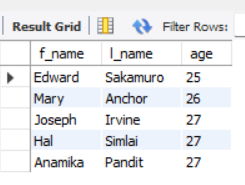 Result Grid Filter Rows:
f_name l_name age
Edward Sakamuro 25
Mary Anchor 26
Joseph Irvine 27
Hal Simlai 27
Anamika Pandit 27